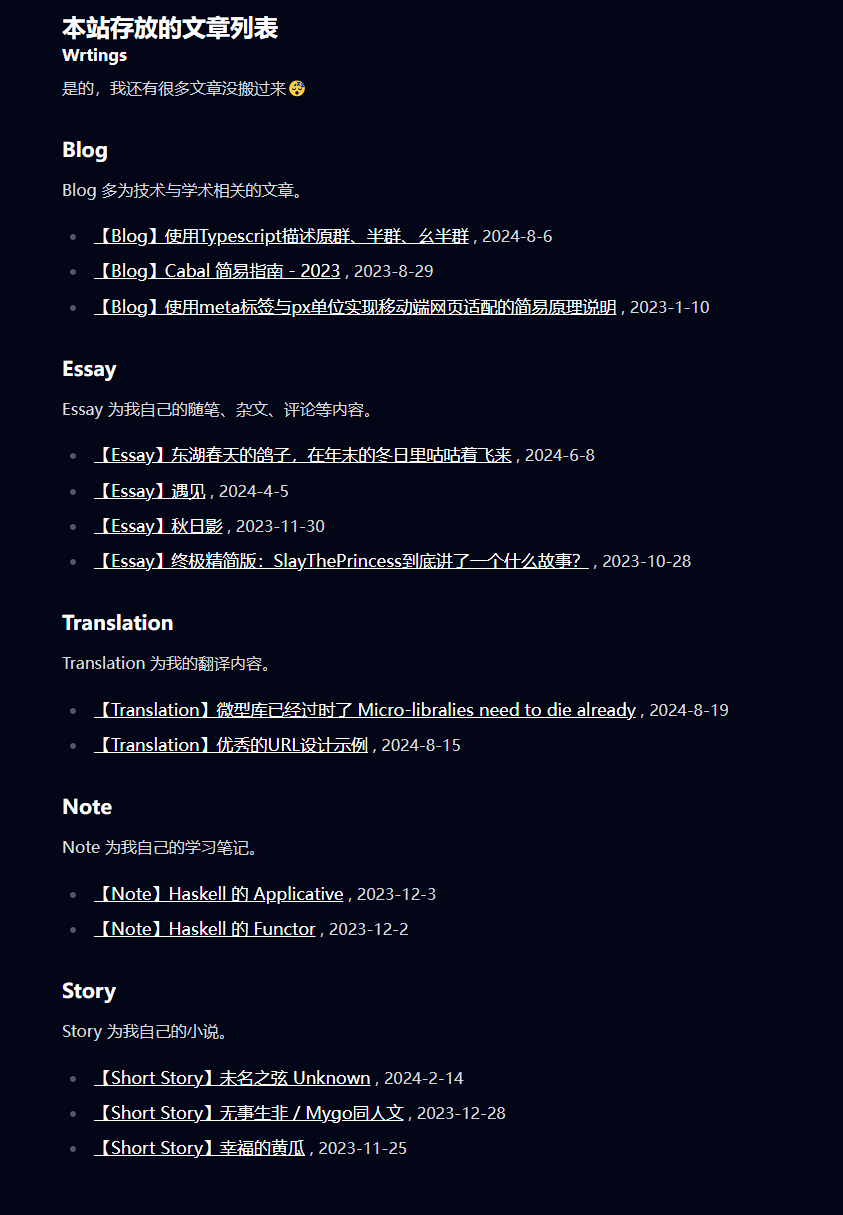 本站存放的文章列表
Wrtings
是的，我还有很多文章没搬过来😴
Blog
Blog 多为技术与学术相关的文章。
【Blog】使用Typescript描述原群、半群、幺半群 , 2024-8-6
【Blog】Cabal 简易指南 - 2023 , 2023-8-29
【Blog】使用meta标签与px单位实现移动端网页适配的简易原理说明 , 2023-1-10
Essay
Essay 为我自己的随笔、杂文、评论等内容。
【Essay】东湖春天的鸽子，在年末的冬日里咕咕着飞来 , 2024-6-8
【Essay】遇见 , 2024-4-5
【Essay】秋日影 , 2023-11-30
【Essay】终极精简版：SlayThePrincess到底讲了一个什么故事？ , 2023-10-28
Translation
Translation 为我的翻译内容。
【Translation】微型库已经过时了 Micro-libralies need to die already , 2024-8-19
【Translation】优秀的URL设计示例 , 2024-8-15
Note
Note 为我自己的学习笔记。
【Note】Haskell 的 Applicative , 2023-12-3
【Note】Haskell 的 Functor , 2023-12-2
Story
Story 为我自己的小说。
【Short Story】未名之弦 Unknown , 2024-2-14
【Short Story】无事生非 / Mygo同人文 , 2023-12-28
【Short Story】幸福的黄瓜 , 2023-11-25